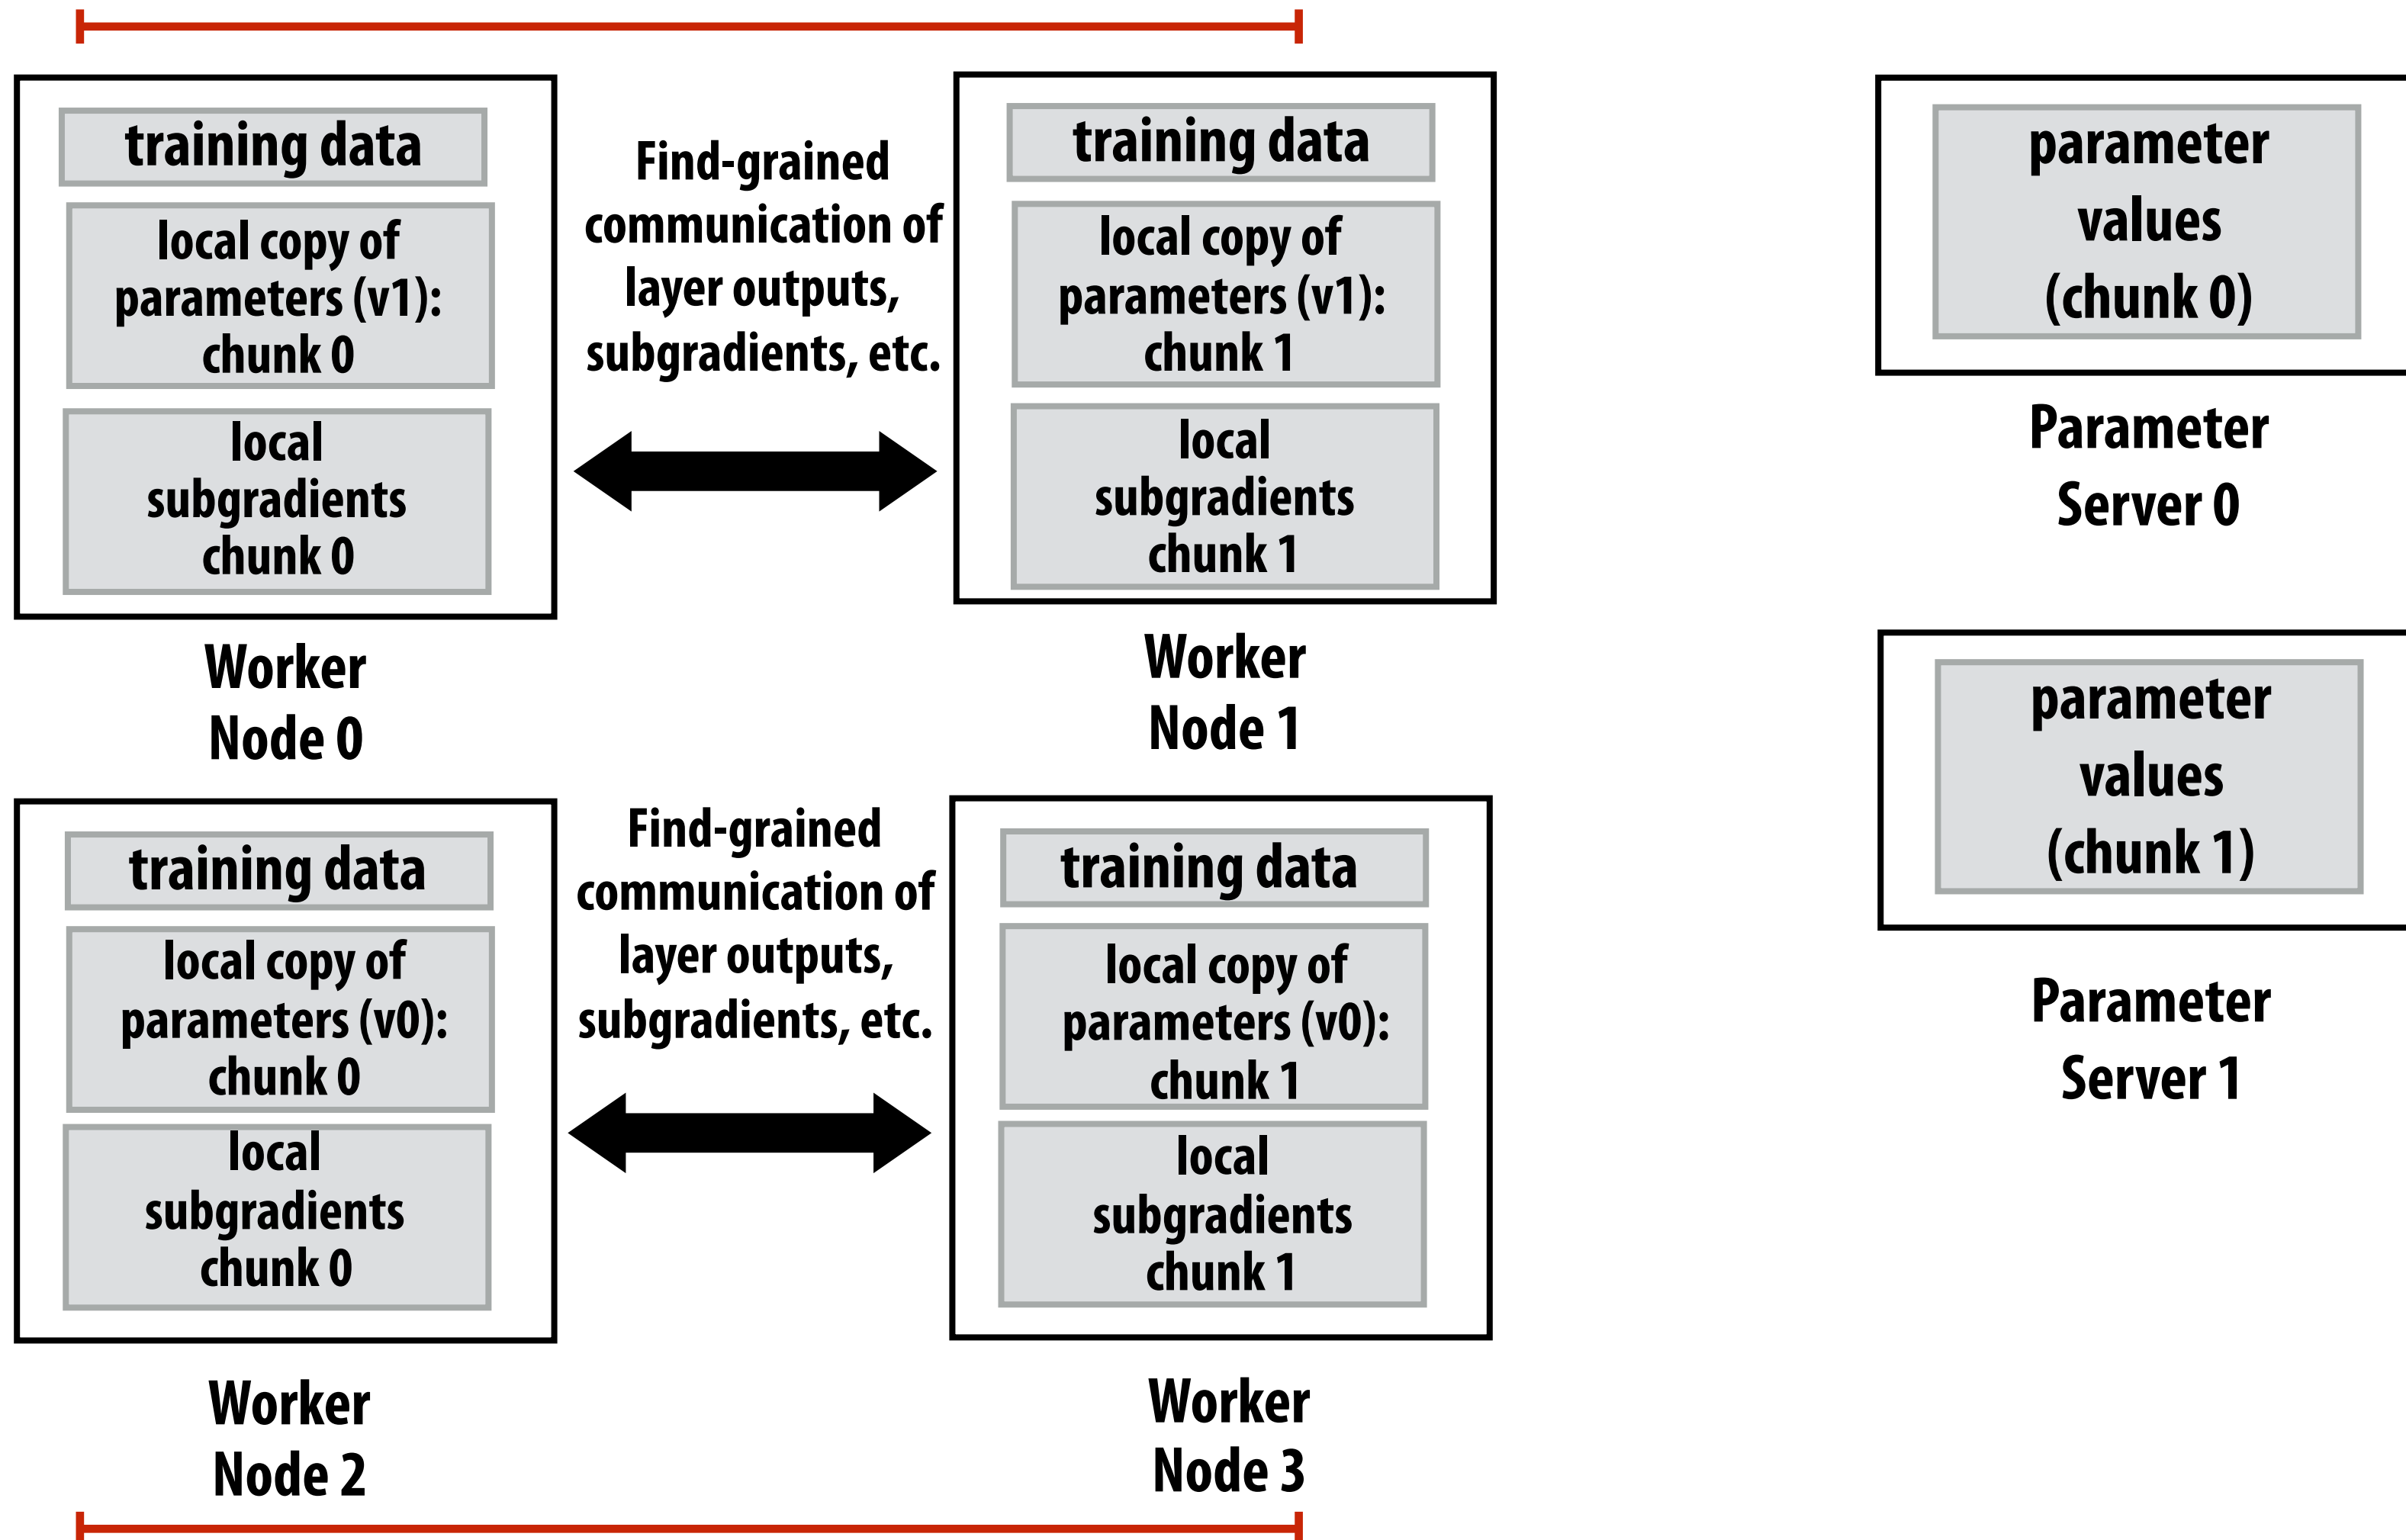 training data
local copy of
parameters (v1):
chunk 0
local
subgradients
chunk 0
Worker
Node 0
Find-grained
communication of
layer outputs,
subgradients, etc.
training data
local copy of
parameters (v1):
chunk 1
local
subgradients
chunk 1
Worker
Node 1
parameter
values
(chunk 0)
Parameter
Server 0
training data
local copy of
parameters (v0):
chunk 0
local
subgradients
chunk 0
Worker
Node 2
Find-grained
communication of
layer outputs,
subgradients, etc.
training data
local copy of
parameters (v0):
chunk 1
local
subgradients
chunk 1
Worker
Node 3
parameter
values
(chunk 1)
Parameter
Server 1